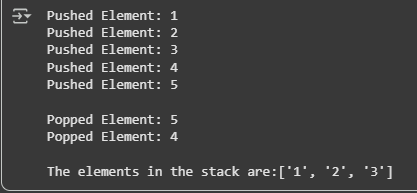 Pushed Element: 1
Pushed Element: 2
Pushed Element: 3
Pushed Element: 4
Pushed Element: 5
Popped Element: 5
Popped Element: 4
The elements in the stack are:['1', '2', '3']